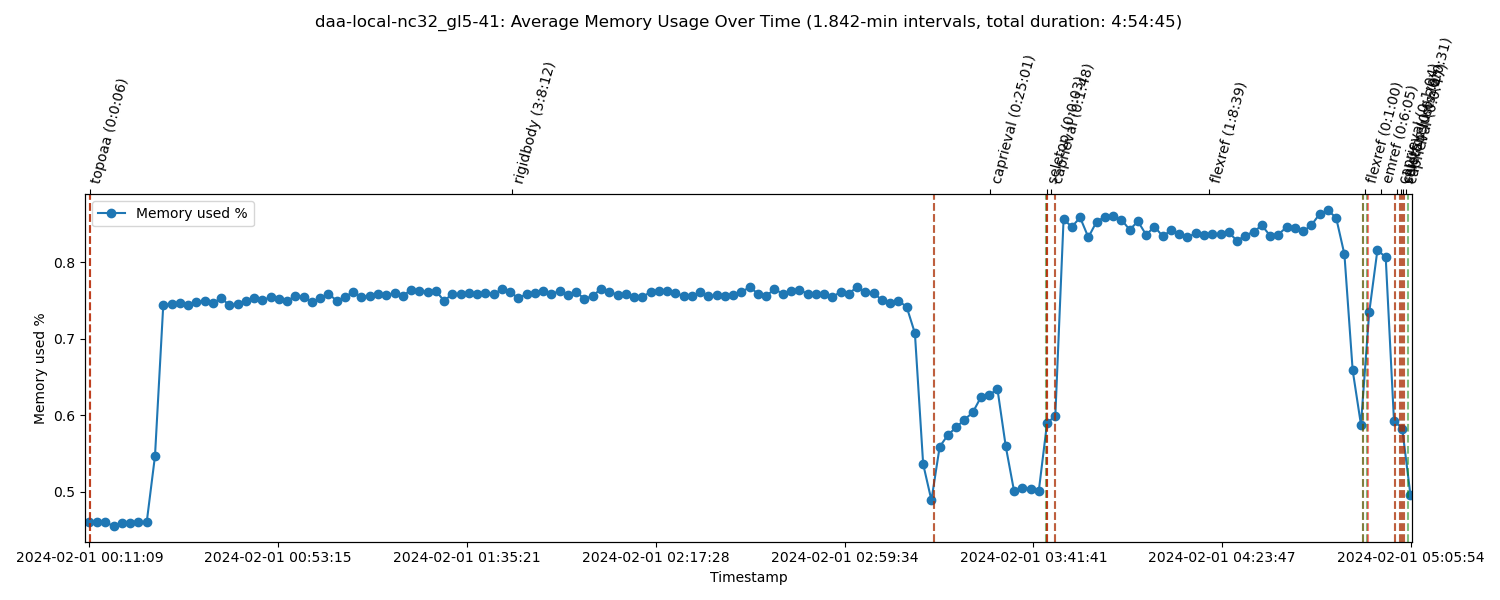 daa-local-nc32_gl5-41: Average Memory Usage Over Time (1.842-min intervals, total duration: 4:54:45)
topoaa (0:0:06)
rigidbody (3:8:12)
caprieval (0:25:01)
seletop (0:0:03)
caprieval (0:1:48)
flexref (1:8:39)
flexref (0:1:00)
emref (0:6:05)
Memory used %
Memory used %
0.8
0.7
0.6
0.5
2024-02-01 00:11:09
2024-02-01 00:53:15
2024-02-01 01:35:21
2024-02-01 02:17:28
2024-02-01 02:59:34
2024-02-01 03:41:41
2024-02-01 04:23:47
2024-02-01 05:05:54
Timestamp